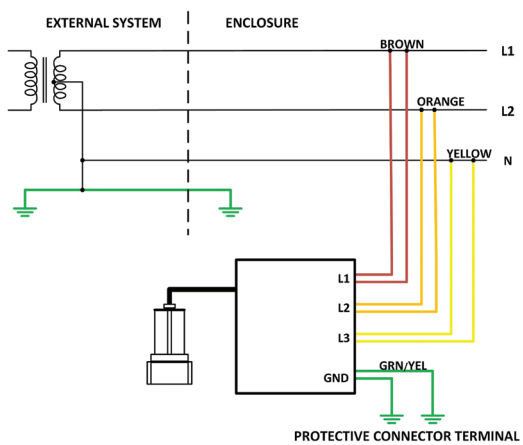 EXTERNAL SYSTEM
ENCLOSURE
BROWN
L1
ORANGE
L2
YELLOW
N
L1
L2
L3
GRN/YEL
GND
PROTECTIVE CONNECTOR TERMINAL